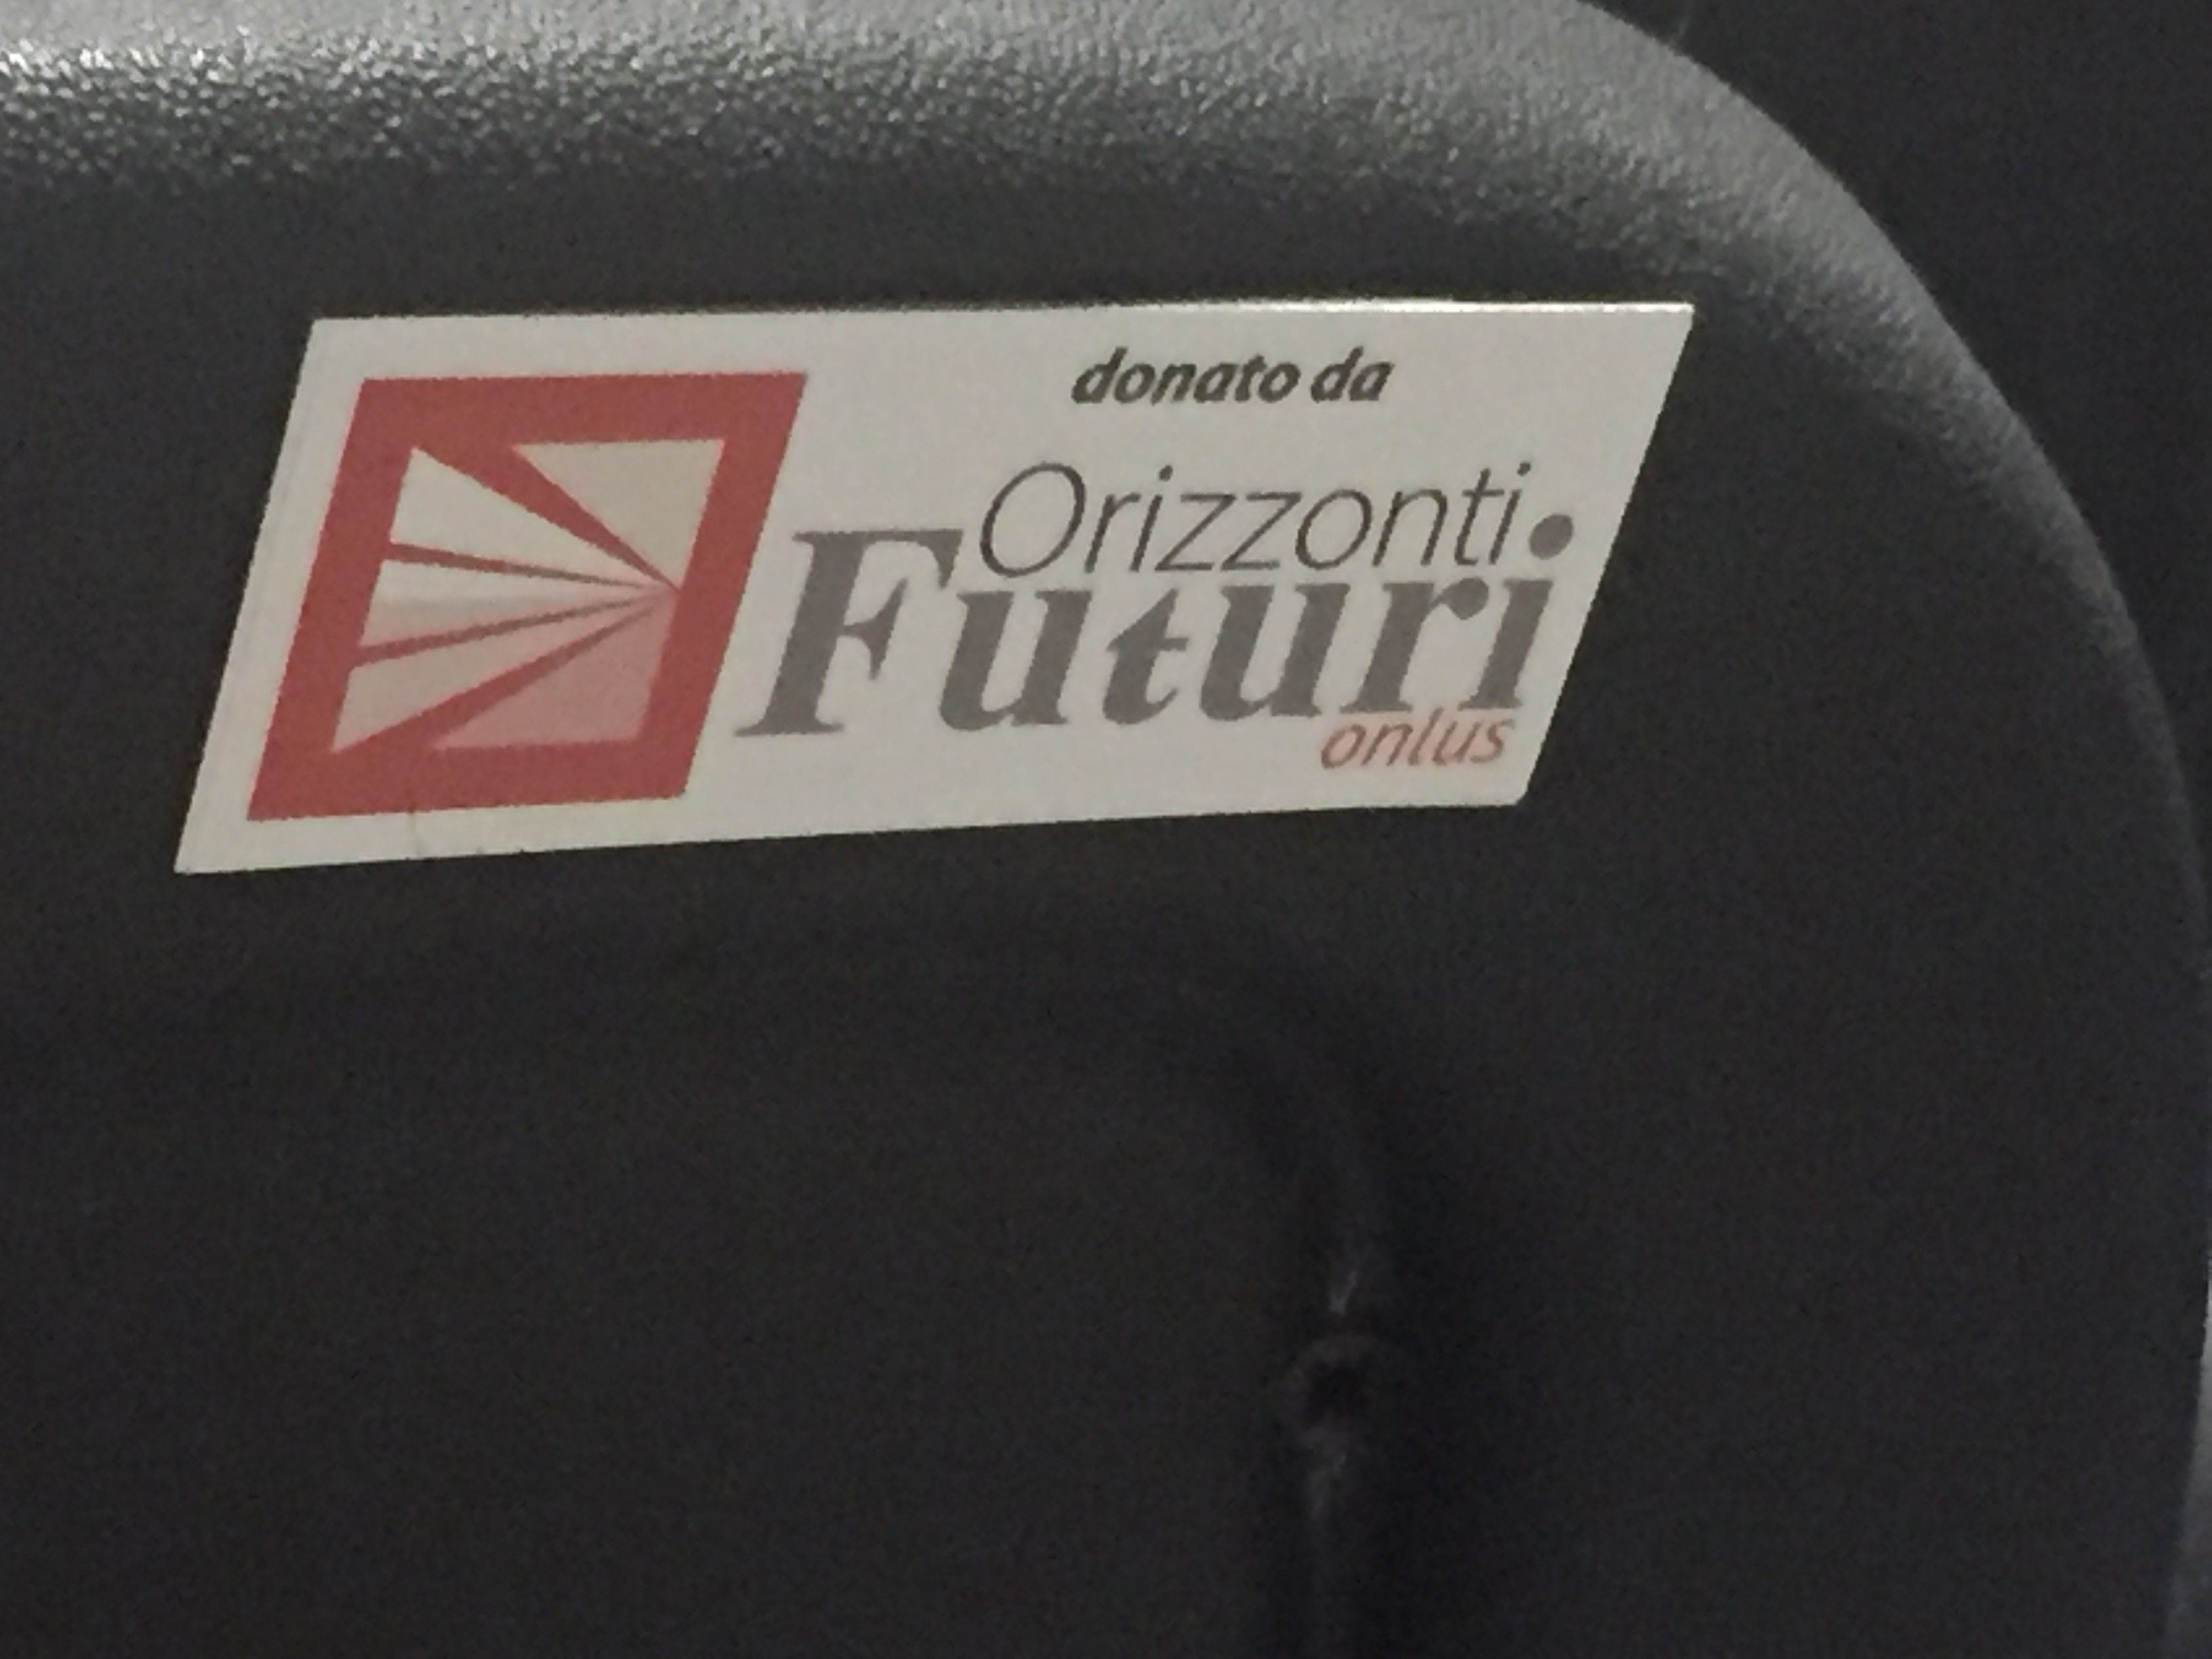 donato da
Orizzonti
Futuri
onlus